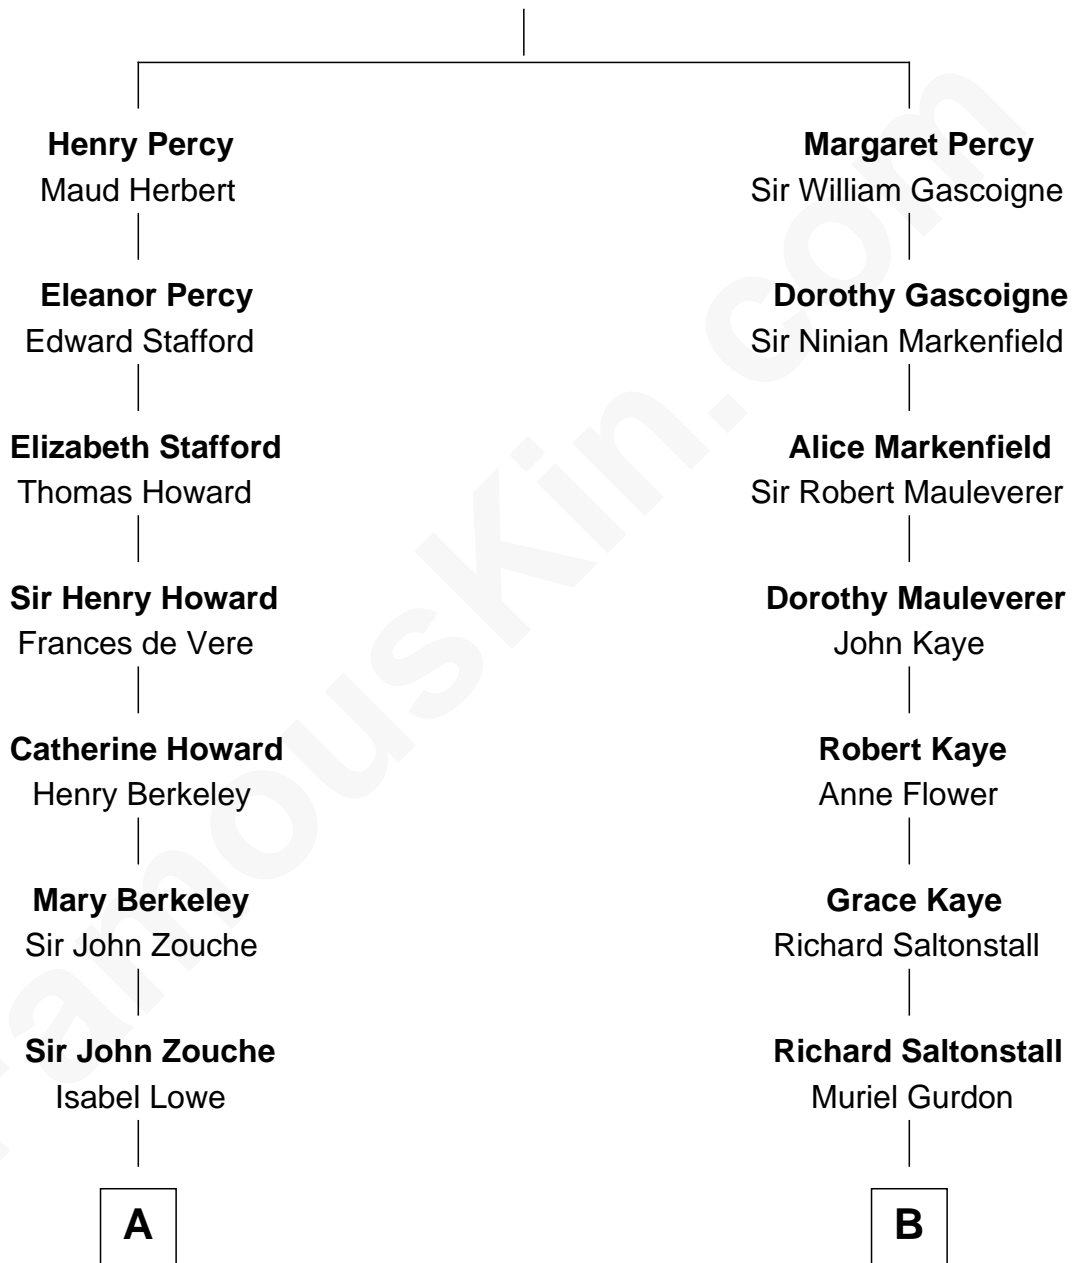 Henry Percy
Maud Herbert
Margaret Percy
Sir William Gascoigne
Eleanor Percy
Edward Stafford
Dorothy Gascoigne
Sir Ninian Markenfield
Elizabeth Stafford
Thomas Howard
Alice Markenfield
Sir Robert Mauleverer
Sir Henry Howard
Frances de Vere
Dorothy Mauleverer
John Kaye
Catherine Howard
Henry Berkeley
Robert Kaye
Anne Flower
Mary Berkeley
Sir John Zouche
Grace Kaye
Richard Saltonstall
Sir John Zouche
Isabel Lowe
Richard Saltonstall
Muriel Gurdon
A
B
FamousKin.com